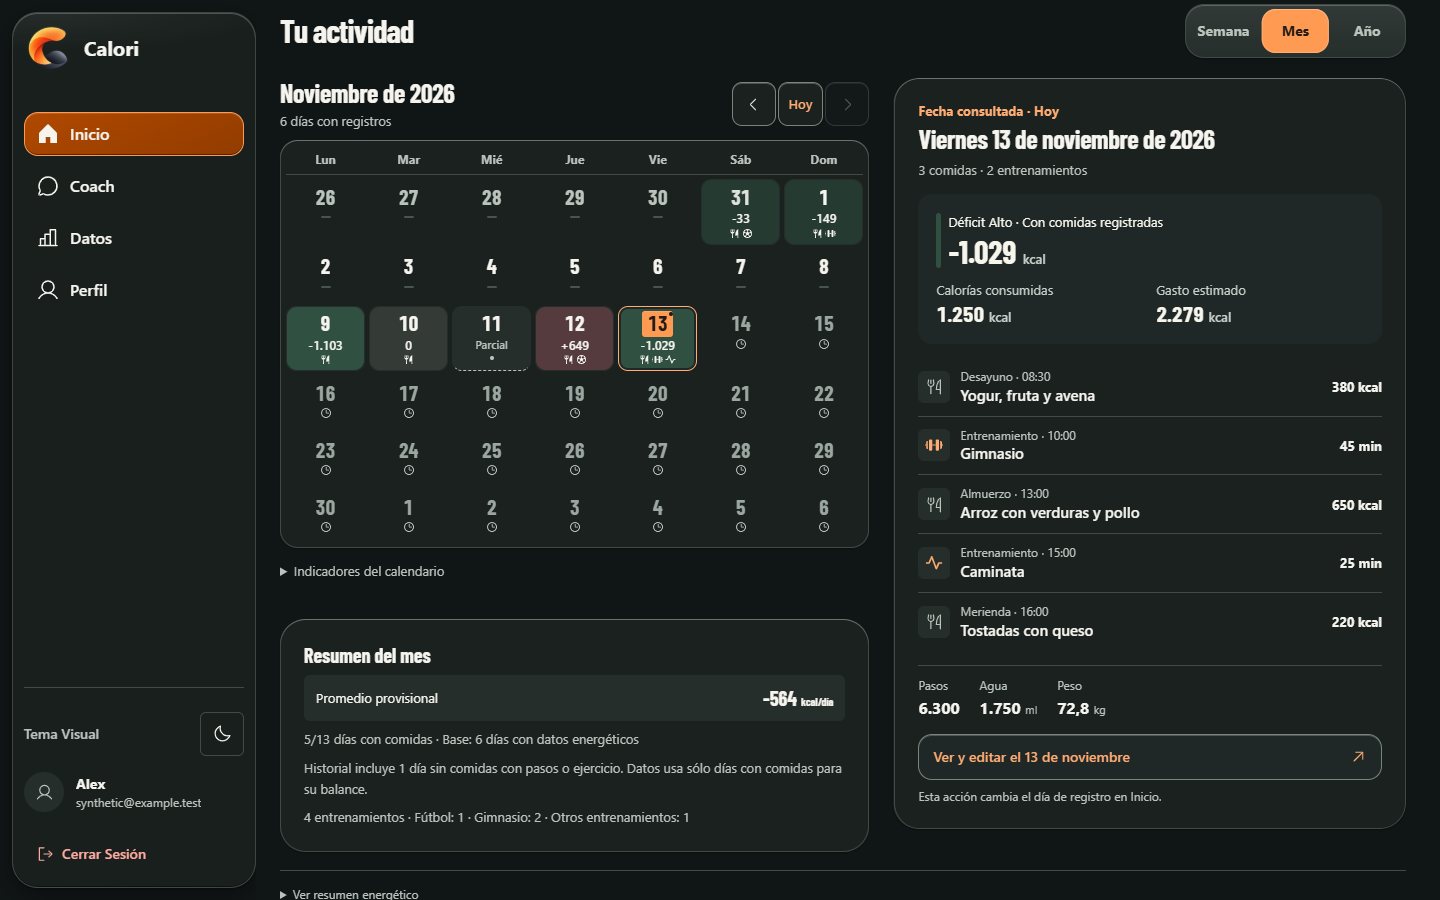 Calori
Inicio
Coach
Datos
Perfil
Tema Visual
Alex
synthetic@example.test
Cerrar Sesión
Tu actividad
Semana Mes Año
Noviembre de 2026
6 días con registros
Hoy
Lun Mar Mié Jue Vie Sáb Dom
26 27 28 29 30 31 1
— — — — — -33 -149
2 3 4 5 6 7 8
— — — — — — —
9 10 11 12 13 14 15
-1.103 0 Parcial +649 -1.029
16 17 18 19 20 21 22
23 24 25 26 27 28 29
30 1 2 3 4 5 6
Indicadores del calendario
Resumen del mes
Promedio provisional -564 kcal/día
5/13 días con comidas · Base: 6 días con datos energéticos
Historial incluye 1 día sin comidas con pasos o ejercicio. Datos usa sólo días con comidas para
su balance.
4 entrenamientos · Fútbol: 1 · Gimnasio: 2 · Otros entrenamientos: 1
Ver resumen energético
Fecha consultada · Hoy
Viernes 13 de noviembre de 2026
3 comidas · 2 entrenamientos
Déficit Alto · Con comidas registradas
-1.029 kcal
Calorías consumidas Gasto estimado
1.250 kcal 2.279 kcal
Desayuno · 08:30
Yogur, fruta y avena 380 kcal
Entrenamiento · 10:00
Gimnasio 45 min
Almuerzo · 13:00
Arroz con verduras y pollo 650 kcal
Entrenamiento · 15:00
Caminata 25 min
Merienda · 16:00
Tostadas con queso 220 kcal
Pasos Agua Peso
6.300 1.750 ml 72,8 kg
Ver y editar el 13 de noviembre
Esta acción cambia el día de registro en Inicio.